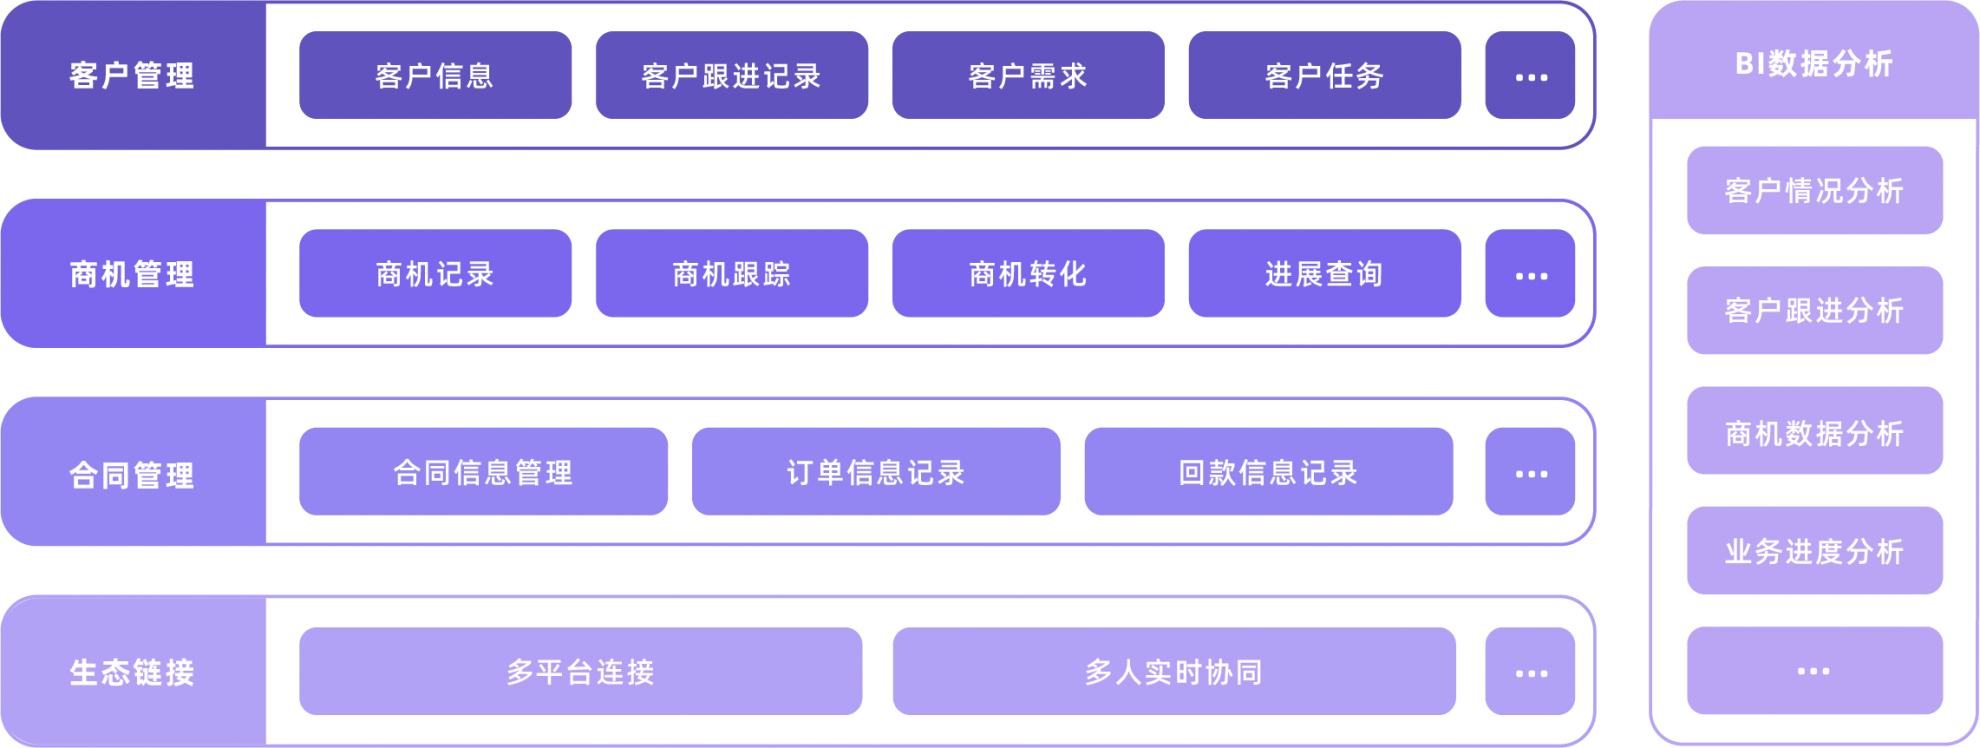 客户管理
客户信息
客户跟进记录
客户需求
客户任务
...
商机管理
商机记录
商机跟踪
商机转化
进展查询
...
合同管理
合同信息管理
订单信息记录
回款信息记录
...
生态链接
多平台连接
多人实时协同
...
BI数据分析
客户情况分析
客户跟进分析
商机数据分析
业务进度分析
...